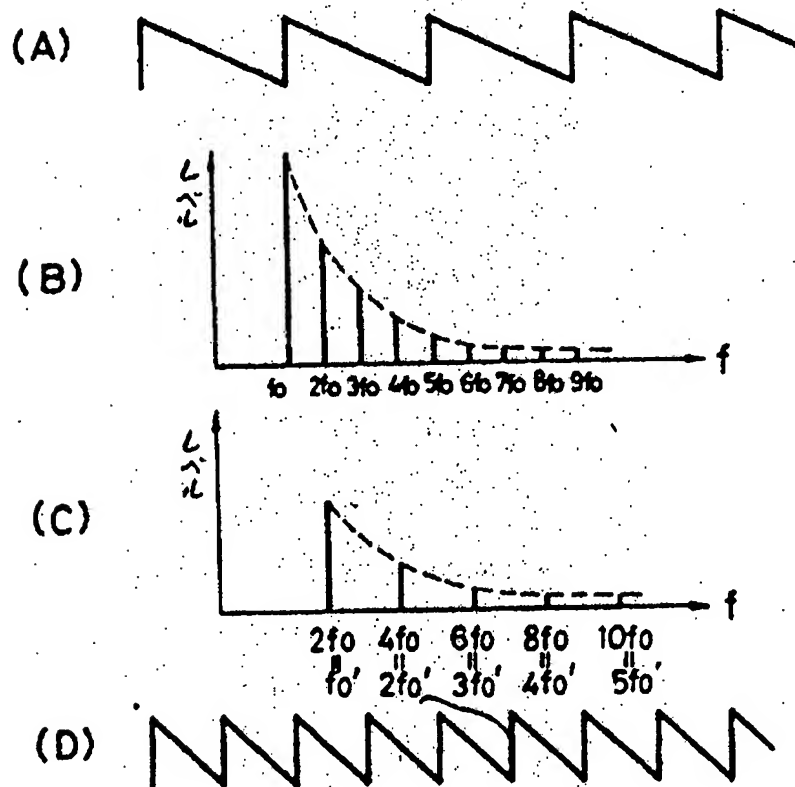 (A)
(B)
f
fo 2fo 3fo 4fo 5fo 6fo 7fo 8fo 9fo
(C)
f
2fo 4fo 6fo 8fo 10fo
= = = = =
fo' 2fo' 3fo' 4fo' 5fo'
(D)